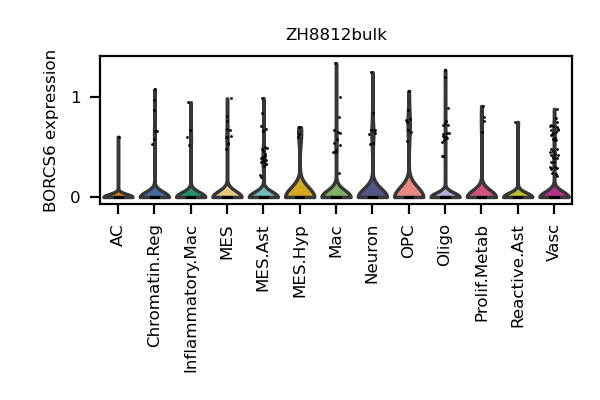 ZH8812bulk
BORCS6 expression
1
0
AC
Chromatin.Reg
Inflammatory.Mac
MES
MES.Ast
MES.Hyp
Mac
Neuron
OPC
Oligo
Prolif.Metab
Reactive.Ast
Vasc